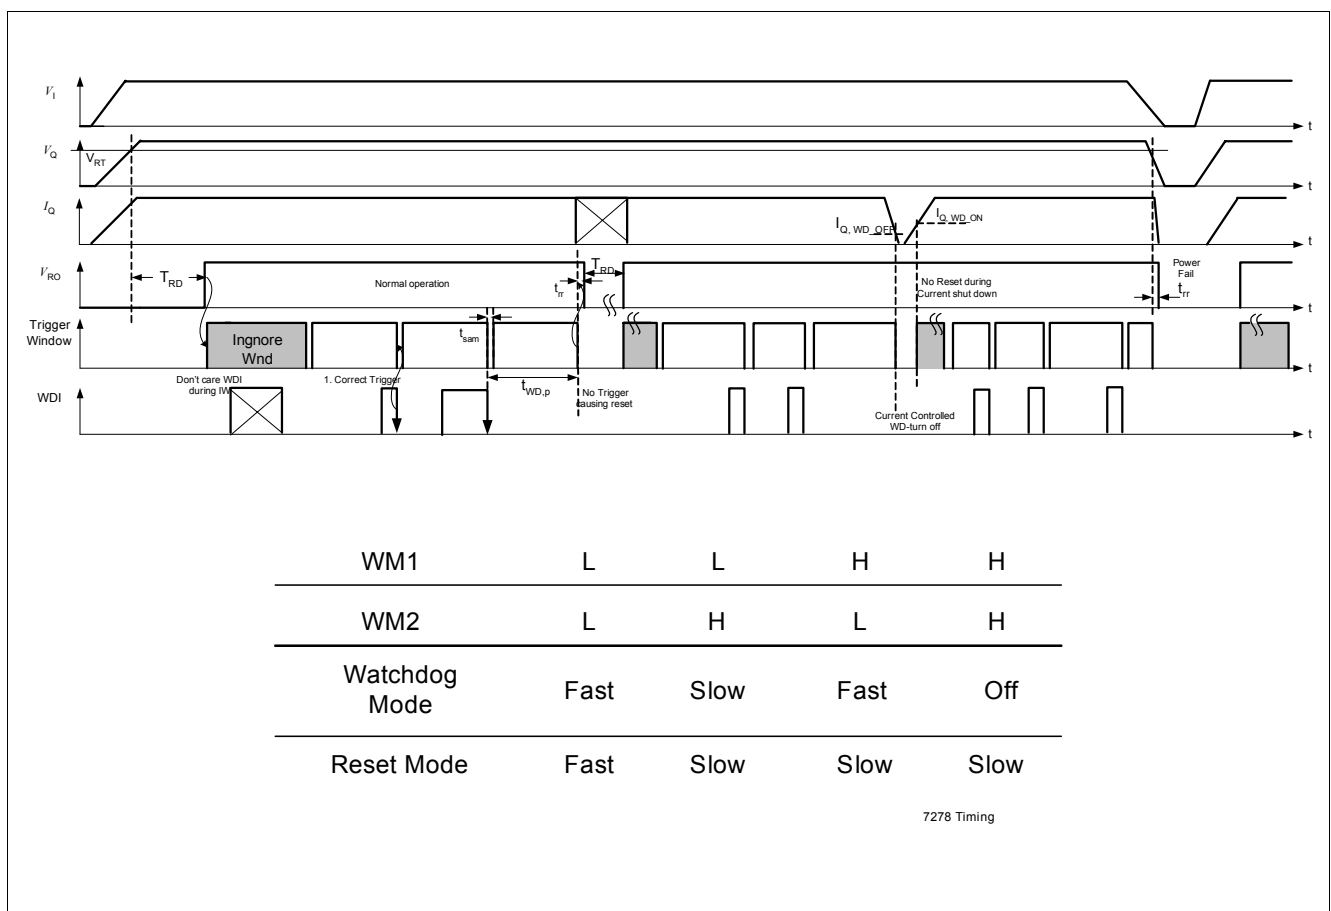 V_I
t
V_Q
V_RT
t
I_Q
I_Q, WD_OFF
I_Q, WD_ON
t
V_RO
T_RD
Normal operation
t_rr
T_RD
No Reset during
Current shut down
Power
Fail
t_rr
t
Trigger
Window
Ingnore
Wnd
t_sam
t
Don't care WDI
during IW
1. Correct Trigger
t_WD,p
No Trigger
causing reset
WDI
Current Controlled
WD-turn off
t
WM1 L L H H
WM2 L H L H
Watchdog
Mode Fast Slow Fast Off
Reset Mode Fast Slow Slow Slow
7278 Timing